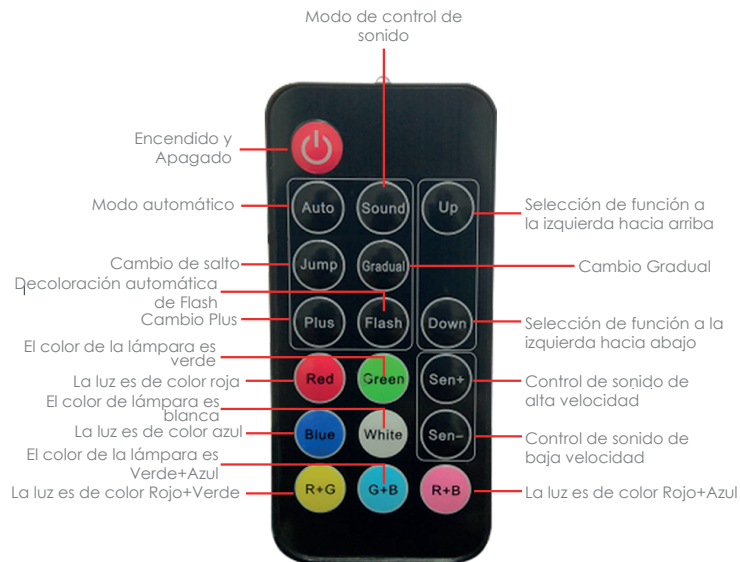 Modo de control de
sonido
Encendido y
Apagado
Modo automático
Auto
Sound
Up
Selección de función a
la izquierda hacia arriba
Cambio de salto
Jump
Gradual
Cambio Gradual
Decoloración automática
de Flash
Cambio Plus
Plus
Flash
Down
Selección de función a la
izquierda hacia abajo
El color de la lámpara es
verde
La luz es de color roja
Red
Green
Sen+
Control de sonido de
alta velocidad
El color de lámpara es
blanca
La luz es de color azul
Blue
White
Sen-
Control de sonido de
baja velocidad
El color de la lámpara es
Verde+Azul
La luz es de color Rojo+Verde
R+G
G+B
R+B
La luz es de color Rojo+Azul